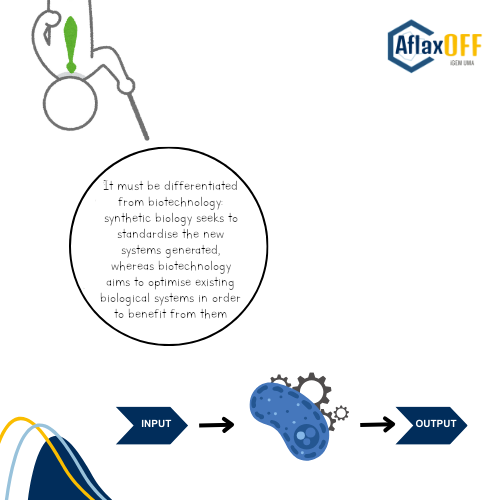 AflaxOFF
iGEM UMA
It must be differentiated
from biotechnology:
synthetic biology seeks to
standardise the new
systems generated,
whereas biotechnology
aims to optimise existing
biological systems in order
to benefit from them
INPUT
OUTPUT